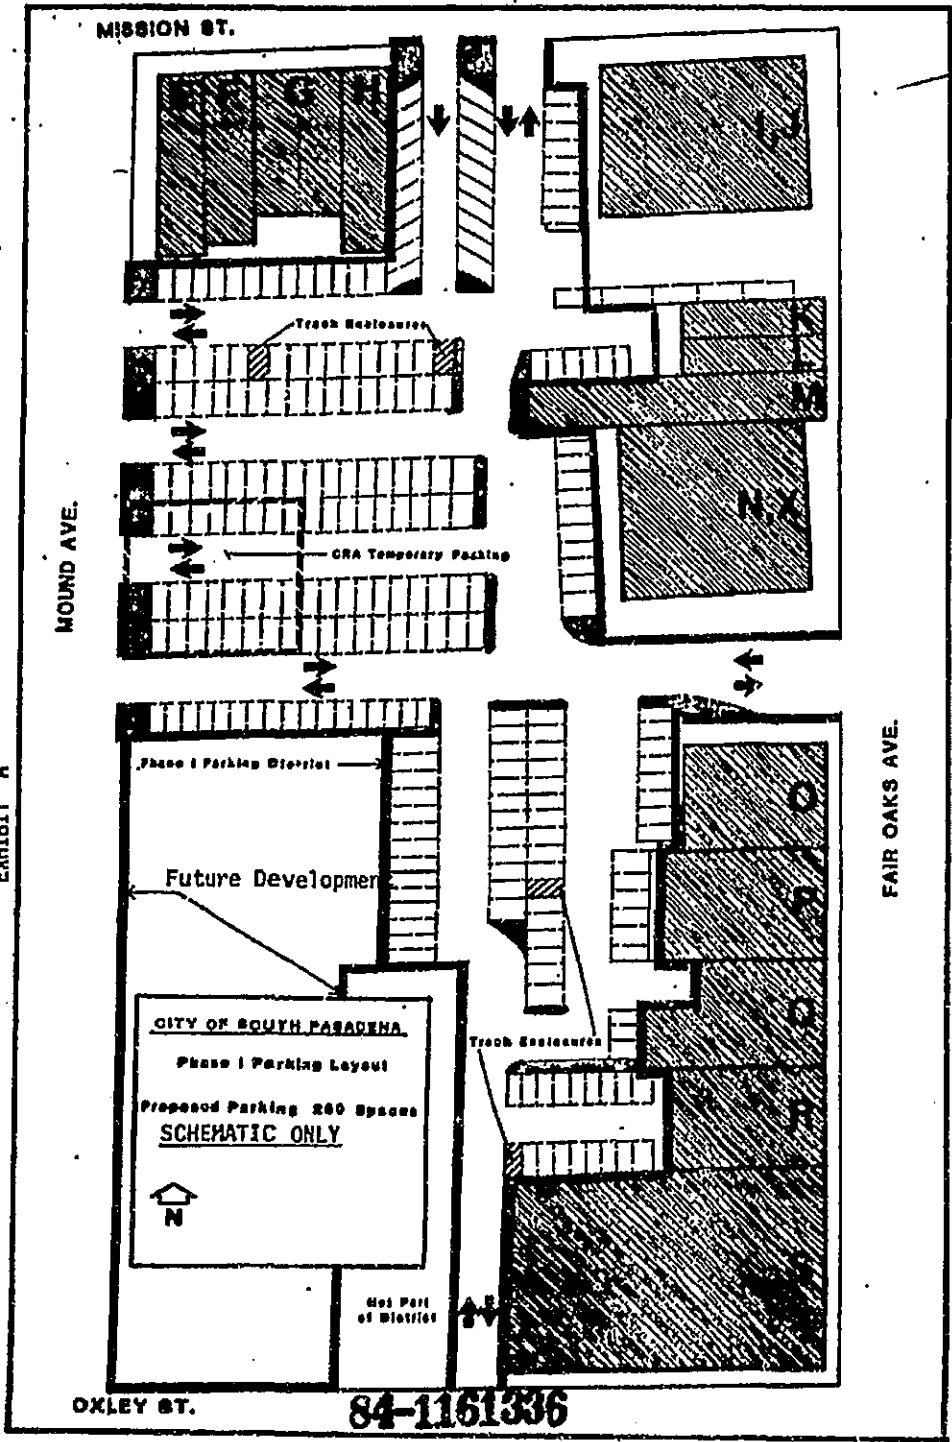 MISSION ST.
E F G H
I, J
Trash Enclosures
K
L
M
N, X
CRA Temporary Parking
MOUND AVE.
EXHIBIT A
Phase I Parking District
O
P
Q
R
S
FAIR OAKS AVE.
Future Development
CITY OF SOUTH PASADENA
Phase I Parking Layout
Proposed Parking 260 Spaces
SCHEMATIC ONLY
N
Trash Enclosures
Not Part
of District
OXLEY ST.
84-1161336